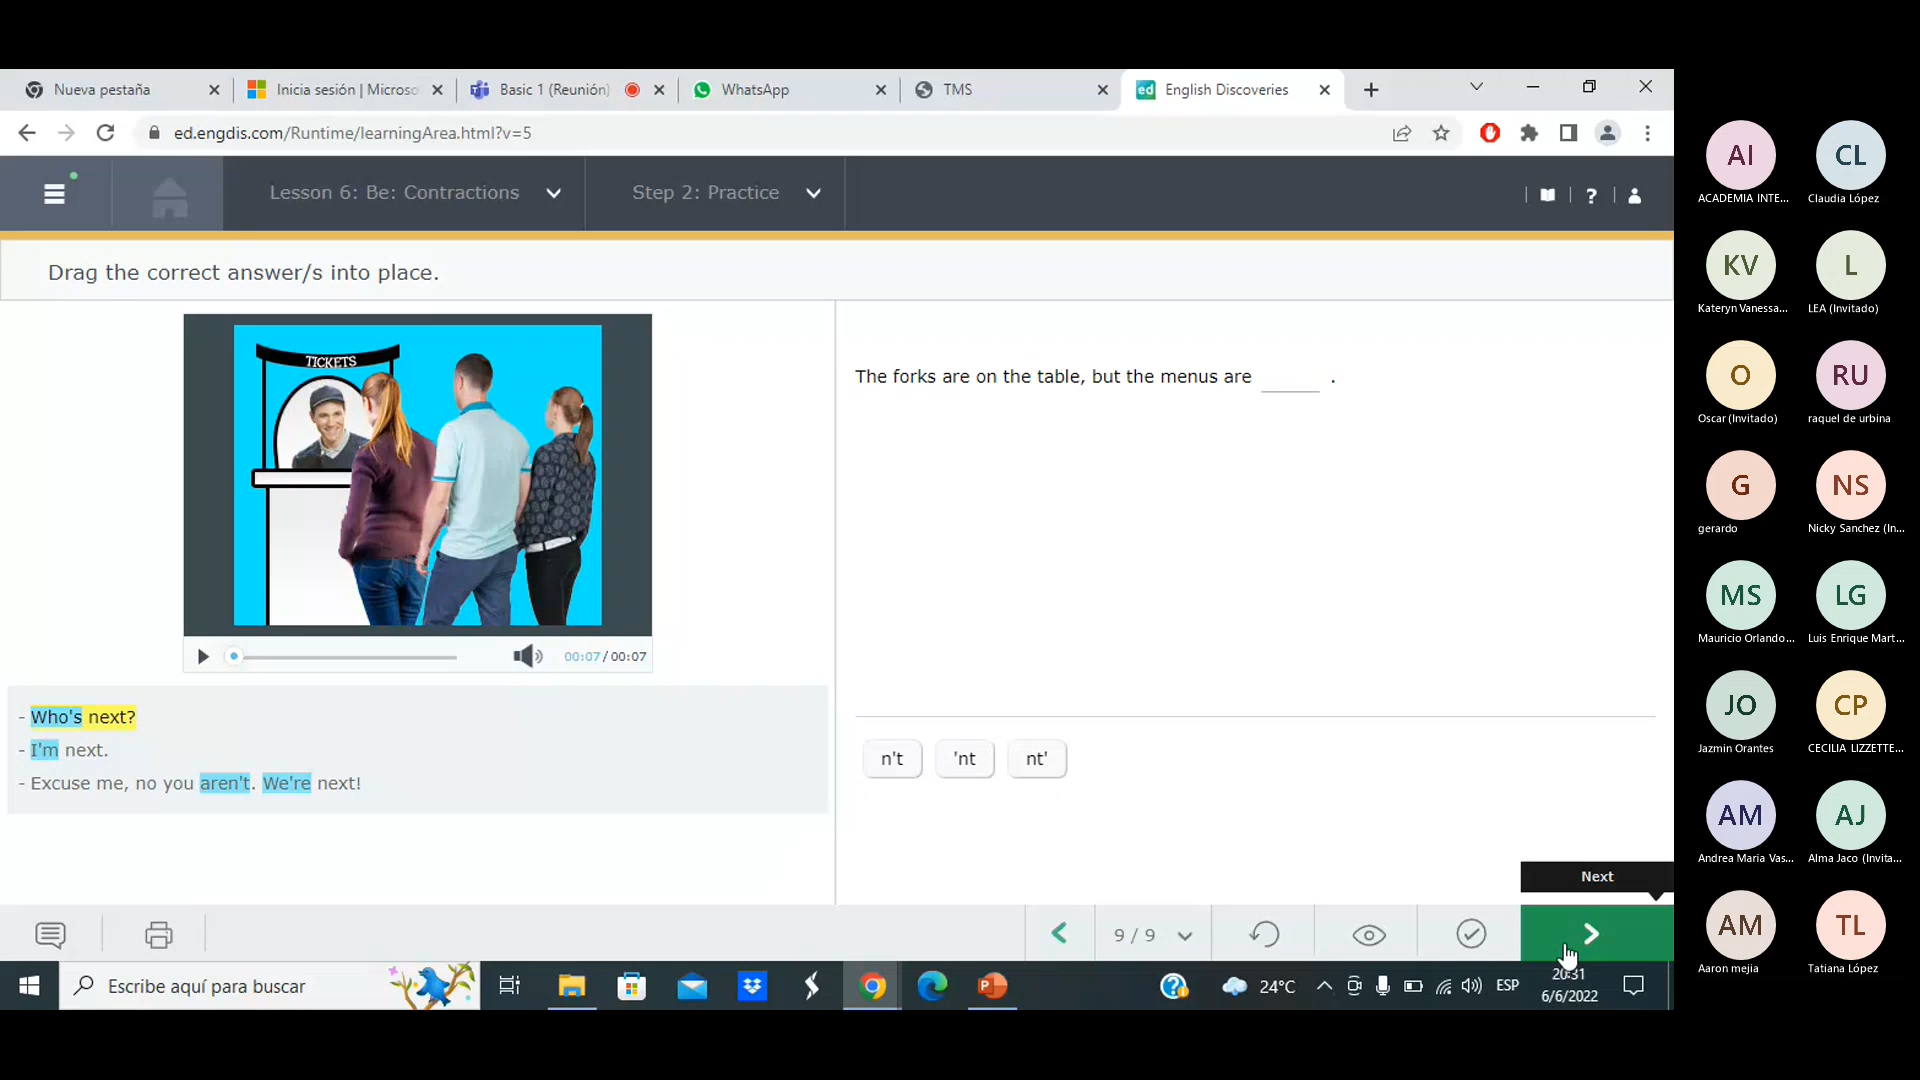 Nueva pestaña
Inicia sesión | Microso
Basic 1 (Reunión)
WhatsApp
TMS
ed English Discoveries
ed.engdis.com/Runtime/learningArea.html?v=5
Lesson 6: Be: Contractions
Step 2: Practice
?
Drag the correct answer/s into place.
TICKETS
00:07/00:07
- Who's next?
- I'm next.
- Excuse me, no you aren't. We're next!
The forks are on the table, but the menus are ______ .
n't 'nt nt'
Next
9 / 9
Escribe aquí para buscar
24°C
ESP
20:31
6/6/2022
AI
ACADEMIA INTE...
CL
Claudia López
KV
Kateryn Vanessa...
L
LEA (Invitado)
O
Oscar (Invitado)
RU
raquel de urbina
G
gerardo
NS
Nicky Sanchez (In...
MS
Mauricio Orlando...
LG
Luis Enrique Mart...
JO
Jazmin Orantes
CP
CECILIA LIZZETTE...
AM
Andrea Maria Vas...
AJ
Alma Jaco (Invita...
AM
Aaron mejia
TL
Tatiana López